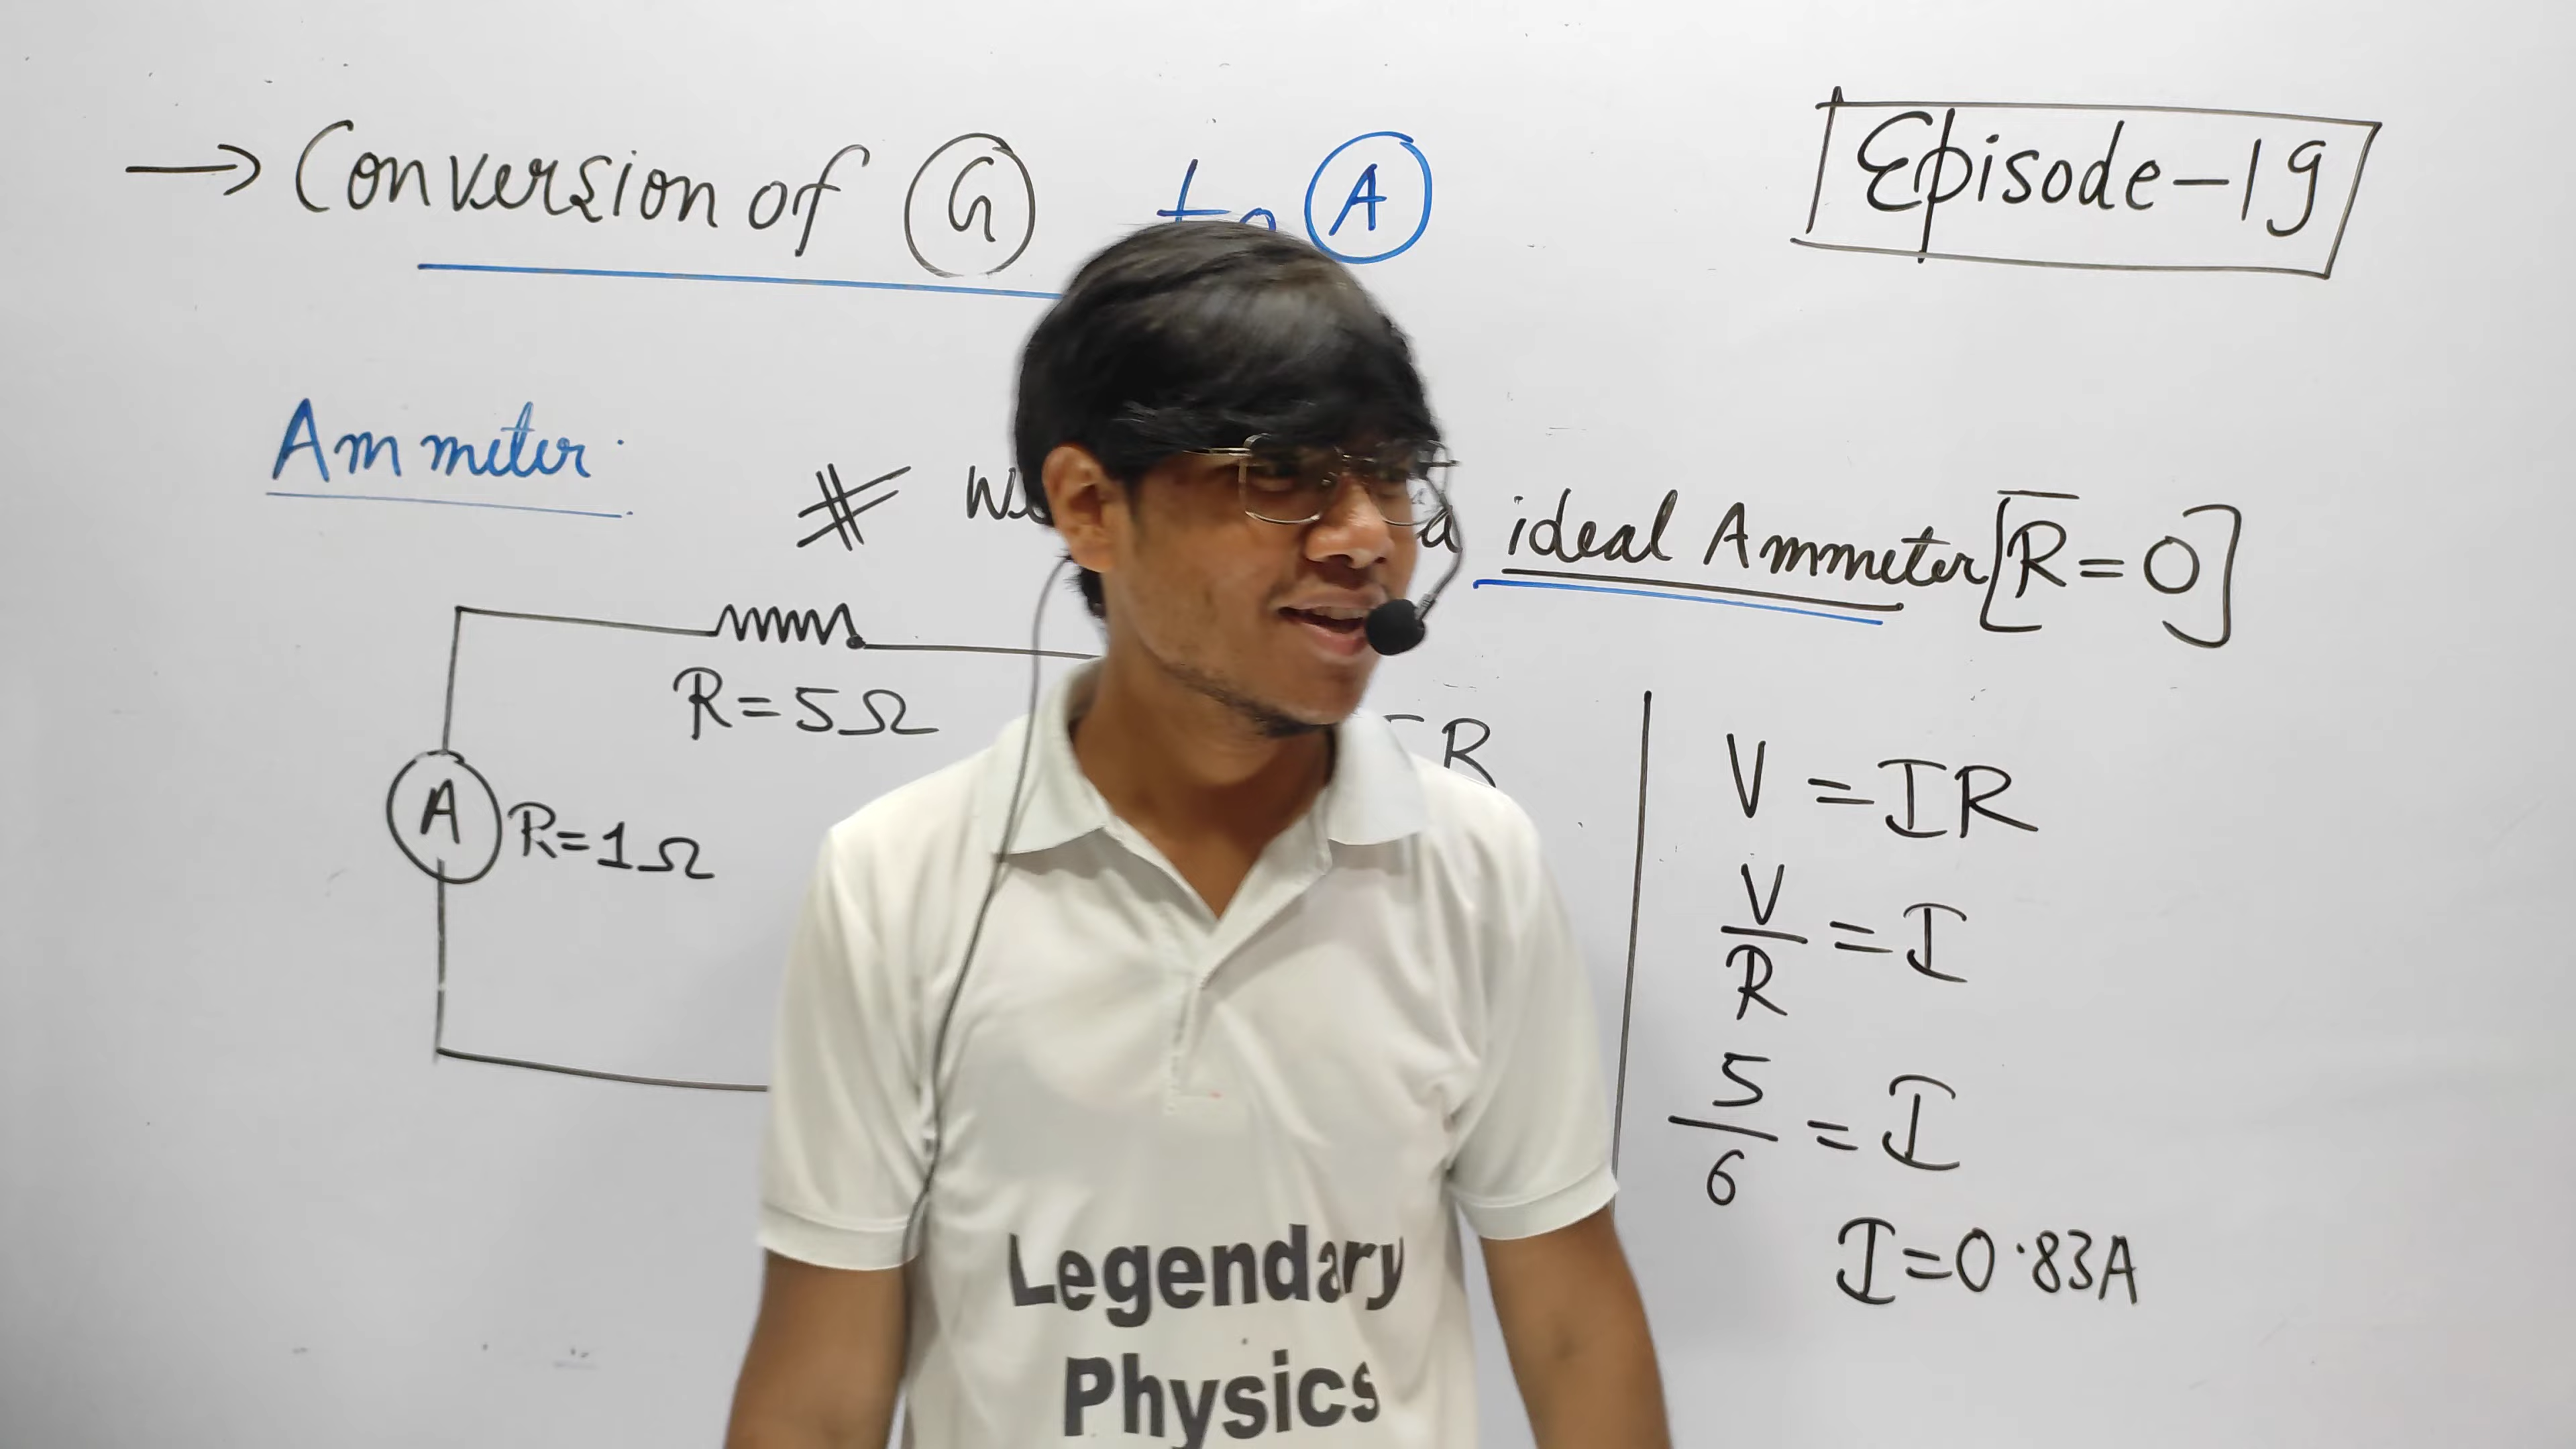 → Conversion of G to A
Episode-19
Ammeter:
# ideal Ammeter [R = 0]
R = 5Ω
A R = 1Ω
R
V = IR
V/R = I
5/6 = I
I = 0.83A
Legendary
Physics